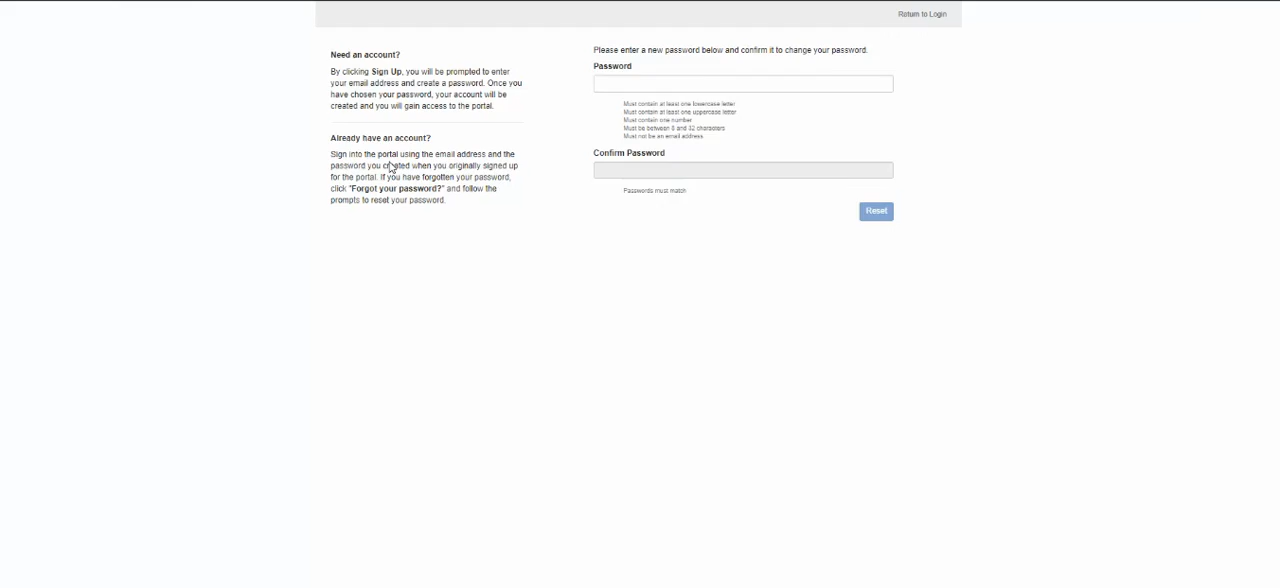 Return to Login
Need an account?
By clicking Sign Up, you will be prompted to enter
your email address and create a password. Once you
have chosen your password, your account will be
created and you will gain access to the portal.
Already have an account?
Sign into the portal using the email address and the
password you created when you originally signed up
for the portal. If you have forgotten your password,
click "Forgot your password?" and follow the
prompts to reset your password.
Please enter a new password below and confirm it to change your password.
Password
Must contain at least one lowercase letter
Must contain at least one uppercase letter
Must contain one number
Must be between 8 and 32 characters
Must not be an email address
Confirm Password
Passwords must match
Reset